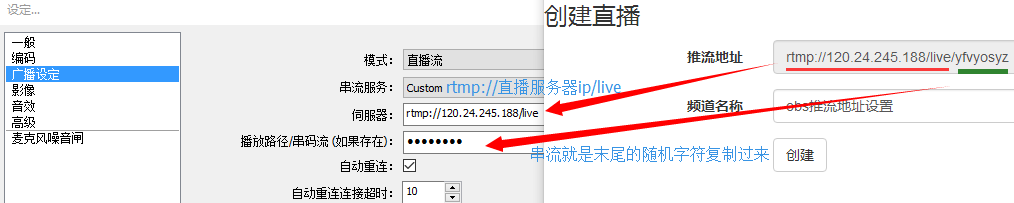 设定...
一般
编码
广播设定
影像
音效
高级
麦克风噪音闸
模式:
直播流
串流服务:
Custom
rtmp://直播服务器ip/live
伺服器:
rtmp://120.24.245.188/live
播放路径/串码流 (如果存在):
●●●●●●●●
自动重连:
自动重连连接超时:
10
创建直播
推流地址
rtmp://120.24.245.188/live/yfvyosyz
频道名称
obs推流地址设置
串流就是末尾的随机字符复制过来
创建